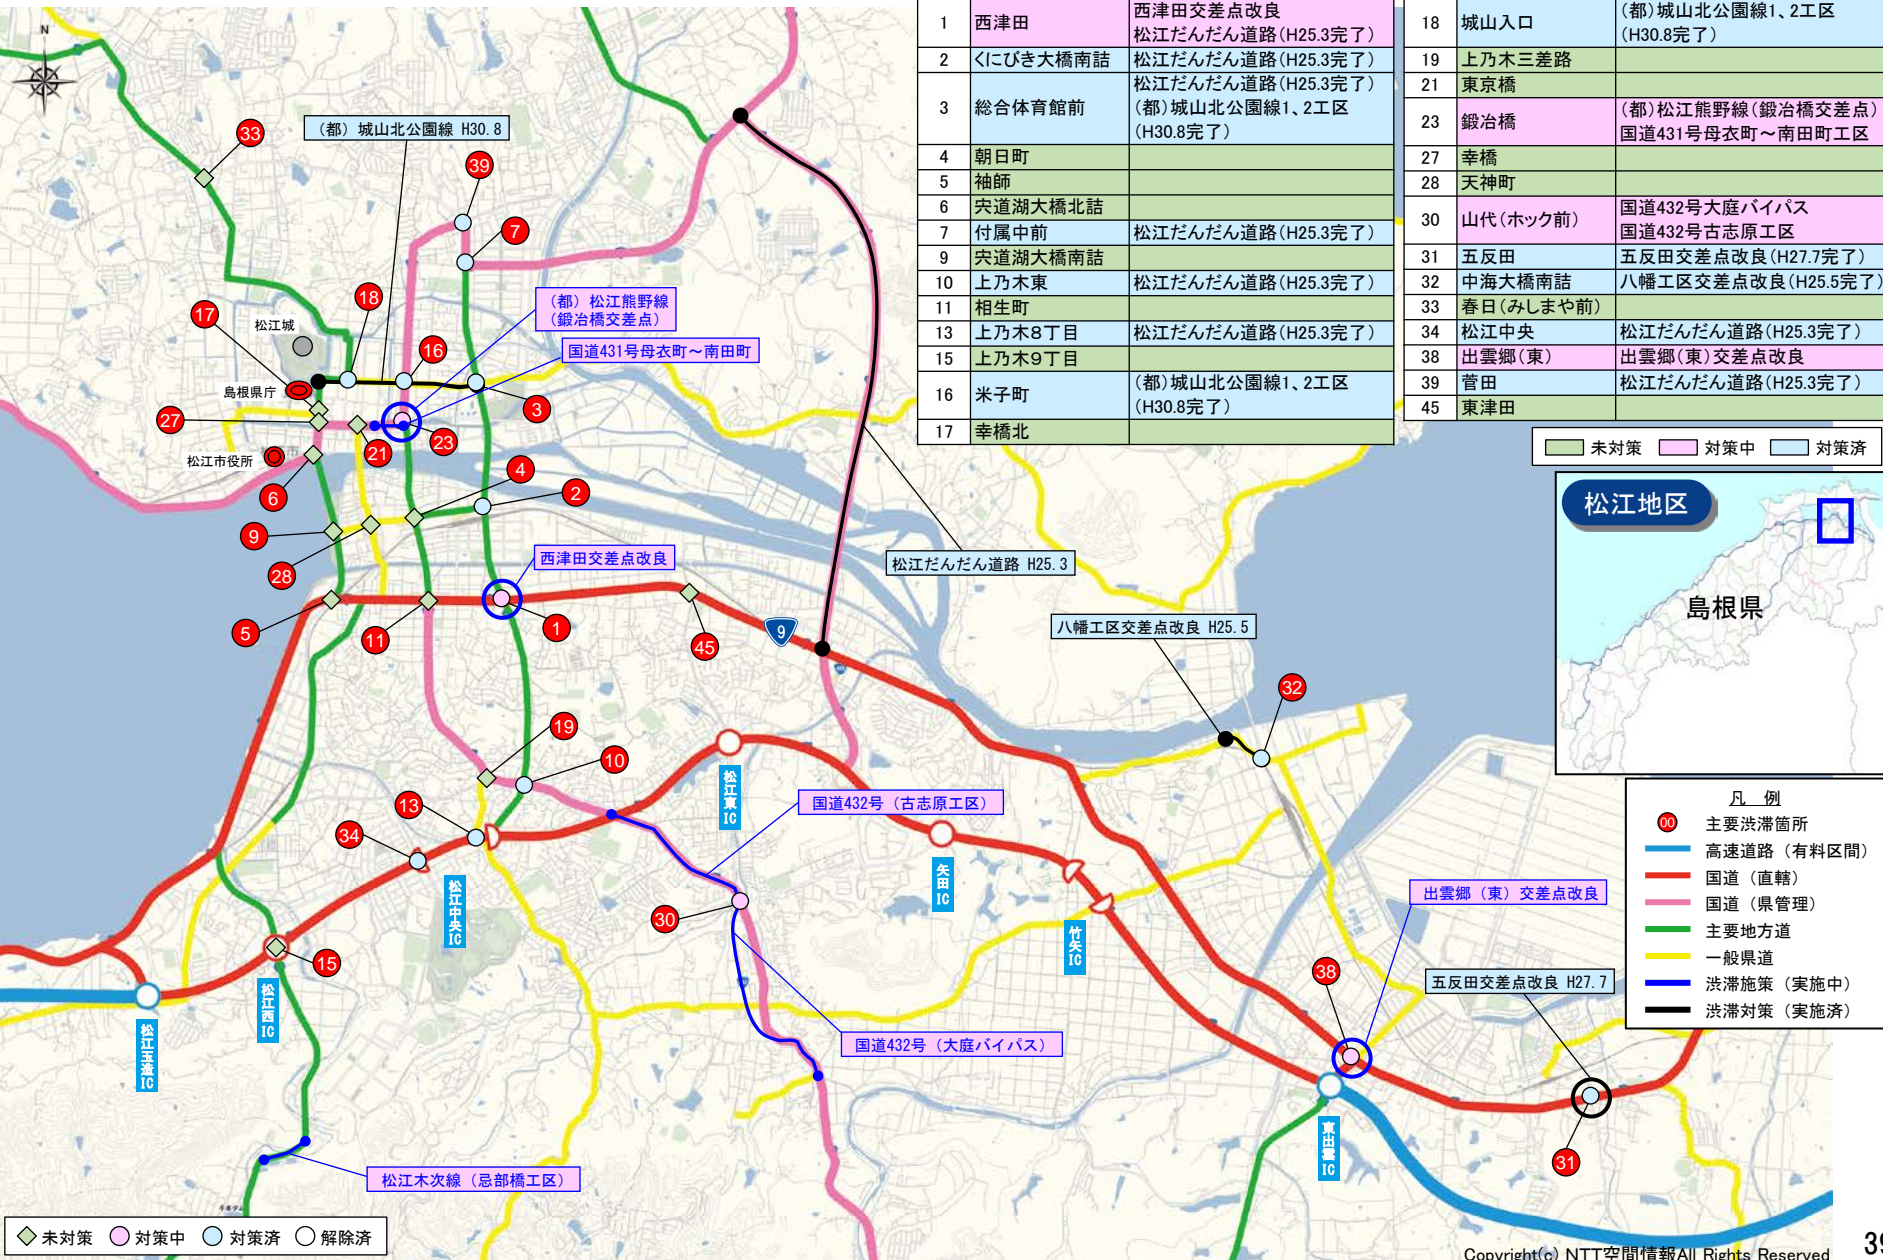 1 西津田 西津田交差点改良
松江だんだん道路(H25.3完了)
2 くにびき大橋南詰 松江だんだん道路(H25.3完了)
3 総合体育館前 松江だんだん道路(H25.3完了)
(都)城山北公園線1、2工区
(H30.8完了)
4 朝日町
5 袖師
6 宍道湖大橋北詰
7 付属中前 松江だんだん道路(H25.3完了)
9 宍道湖大橋南詰
10 上乃木東 松江だんだん道路(H25.3完了)
11 相生町
13 上乃木8丁目 松江だんだん道路(H25.3完了)
15 上乃木9丁目
16 米子町 (都)城山北公園線1、2工区
(H30.8完了)
17 幸橋北
18 城山入口 (都)城山北公園線1、2工区
(H30.8完了)
19 上乃木三差路
21 東京橋
23 鍛冶橋 (都)松江熊野線(鍛冶橋交差点)
国道431号母衣町～南田町工区
27 幸橋
28 天神町
30 山代(ホック前) 国道432号大庭バイパス
国道432号古志原工区
31 五反田 五反田交差点改良(H27.7完了)
32 中海大橋南詰 八幡工区交差点改良(H25.5完了)
33 春日(みしまや前)
34 松江中央 松江だんだん道路(H25.3完了)
38 出雲郷(東) 出雲郷(東)交差点改良
39 菅田 松江だんだん道路(H25.3完了)
45 東津田
未対策 対策中 対策済
松江地区
島根県
凡 例
00 主要渋滞箇所
高速道路（有料区間）
国道（直轄）
国道（県管理）
主要地方道
一般県道
渋滞施策（実施中）
渋滞対策（実施済）
N
33
（都）城山北公園線 H30.8
39
7
18
17
松江城
（都）松江熊野線
（鍛冶橋交差点）
16
国道431号母衣町～南田町
島根県庁
3
27
23
21
松江市役所
4
6
2
9
28
西津田交差点改良
松江だんだん道路 H25.3
5
11
1
45
9
八幡工区交差点改良 H25.5
32
19
10
松江東IC
13
国道432号（古志原工区）
34
矢田IC
松江中央IC
出雲郷（東）交差点改良
30
竹矢IC
15
38
五反田交差点改良 H27.7
松江西IC
松江玉造IC
国道432号（大庭バイパス）
東出雲IC
31
松江木次線（忌部橋工区）
未対策 対策中 対策済 解除済
Copyright(c) NTT空間情報All Rights Reserved
39